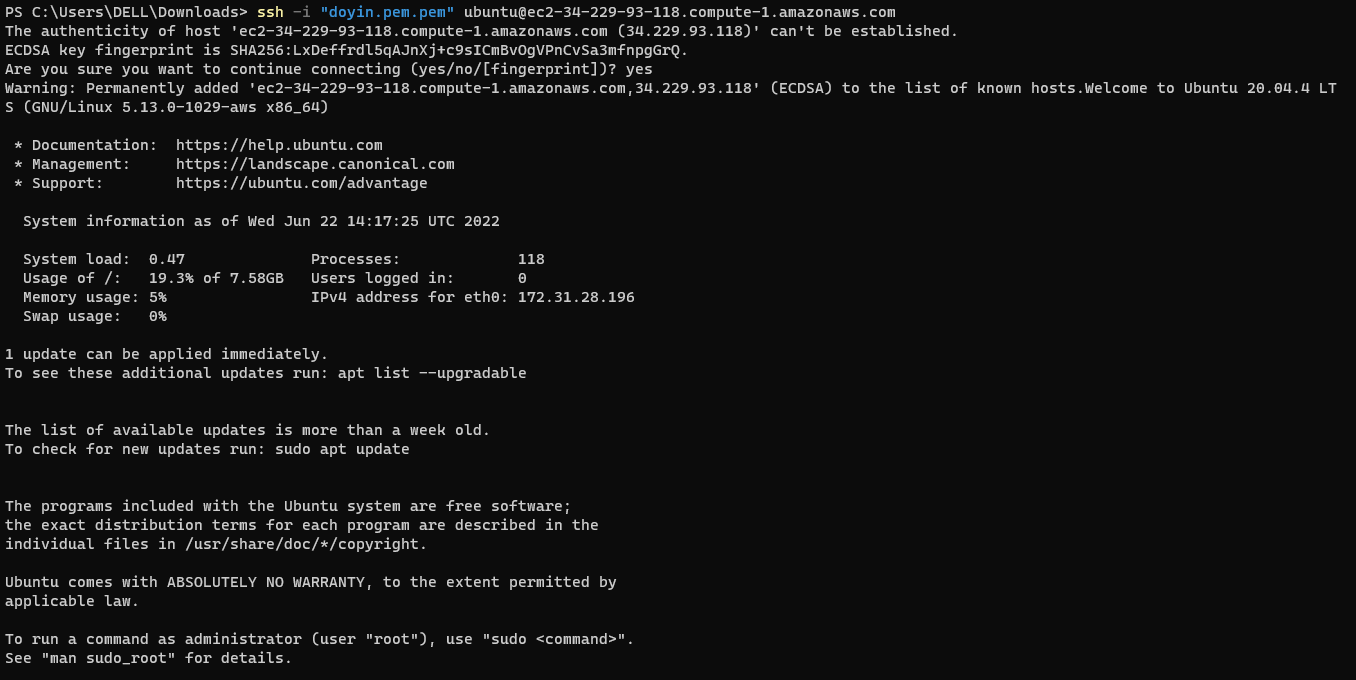 PS C:\Users\DELL\Downloads> ssh -i "doyin.pem.pem" ubuntu@ec2-34-229-93-118.compute-1.amazonaws.com
The authenticity of host 'ec2-34-229-93-118.compute-1.amazonaws.com (34.229.93.118)' can't be established.
ECDSA key fingerprint is SHA256:LxDeffrdl5qAJnXj+c9sICmBvOgVPnCvSa3mfnpgGrQ.
Are you sure you want to continue connecting (yes/no/[fingerprint])? yes
Warning: Permanently added 'ec2-34-229-93-118.compute-1.amazonaws.com,34.229.93.118' (ECDSA) to the list of known hosts.Welcome to Ubuntu 20.04.4 LT
S (GNU/Linux 5.13.0-1029-aws x86_64)

 * Documentation:  https://help.ubuntu.com
 * Management:     https://landscape.canonical.com
 * Support:        https://ubuntu.com/advantage

  System information as of Wed Jun 22 14:17:25 UTC 2022

  System load:  0.47              Processes:             118
  Usage of /:   19.3% of 7.58GB   Users logged in:       0
  Memory usage: 5%                IPv4 address for eth0: 172.31.28.196
  Swap usage:   0%

1 update can be applied immediately.
To see these additional updates run: apt list --upgradable

The list of available updates is more than a week old.
To check for new updates run: sudo apt update

The programs included with the Ubuntu system are free software;
the exact distribution terms for each program are described in the
individual files in /usr/share/doc/*/copyright.

Ubuntu comes with ABSOLUTELY NO WARRANTY, to the extent permitted by
applicable law.

To run a command as administrator (user "root"), use "sudo <command>".
See "man sudo_root" for details.